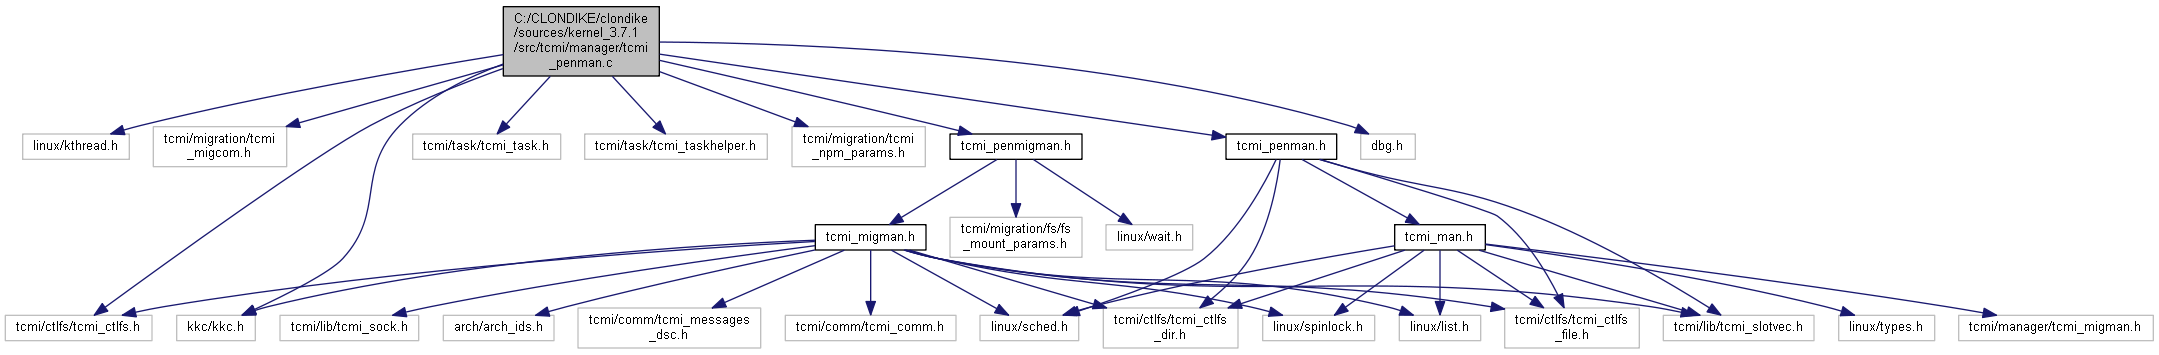 C:/CLONDIKE/clondike
/sources/kernel_3.7.1
/src/tcmi/manager/tcmi
_penman.c
linux/kthread.h
tcmi/migration/tcmi
_migcom.h
tcmi/task/tcmi_task.h
tcmi/task/tcmi_taskhelper.h
tcmi/migration/tcmi
_npm_params.h
tcmi_penmigman.h
tcmi_penman.h
dbg.h
tcmi_migman.h
tcmi/migration/fs/fs
_mount_params.h
linux/wait.h
tcmi_man.h
tcmi/ctlfs/tcmi_ctlfs.h
kkc/kkc.h
tcmi/lib/tcmi_sock.h
arch/arch_ids.h
tcmi/comm/tcmi_messages
_dsc.h
tcmi/comm/tcmi_comm.h
linux/sched.h
tcmi/ctlfs/tcmi_ctlfs
_dir.h
linux/spinlock.h
linux/list.h
tcmi/ctlfs/tcmi_ctlfs
_file.h
tcmi/lib/tcmi_slotvec.h
linux/types.h
tcmi/manager/tcmi_migman.h